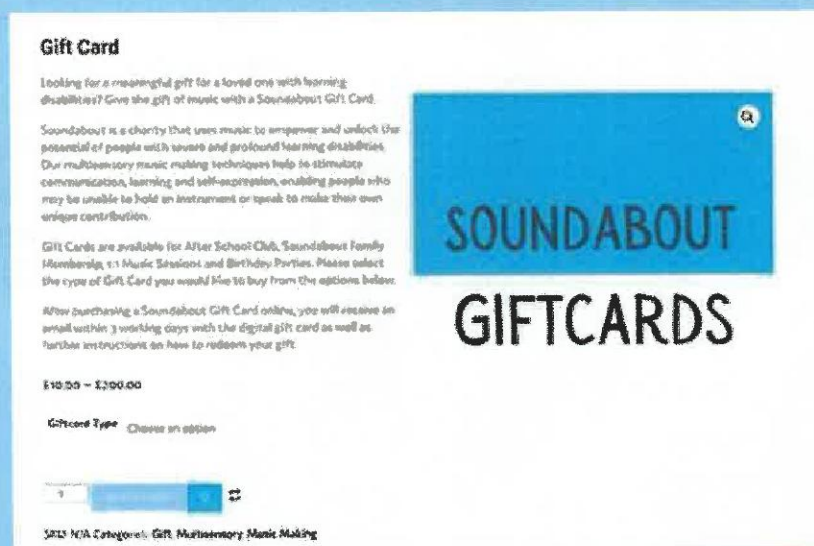 Gift Card
Looking for a meaningful gift for a loved one with learning
disabilities? Give the gift of music with a Soundabout Gift Card.
Soundabout is a charity that uses music to empower and unlock the
potential of people with severe and profound learning disabilities.
Our multisensory music making techniques help to stimulate
communication, learning and self-expression, enabling people who
may be unable to hold an instrument or speak to make their own
unique contribution.
Gift Cards are available for After School Club, Soundabout Family
Membership, 1:1 Music Sessions and Birthday Parties. Please select
the type of Gift Card you would like to buy from the options below.
After purchasing a Soundabout Gift Card online, you will receive an
email within 3 working days with the digital gift card as well as
further instructions on how to redeem your gift.
£10.00 – £200.00
Giftcard Type Choose an option
1
SKU: N/A Categories: Gift, Multisensory Music Making
SOUNDABOUT
GIFTCARDS